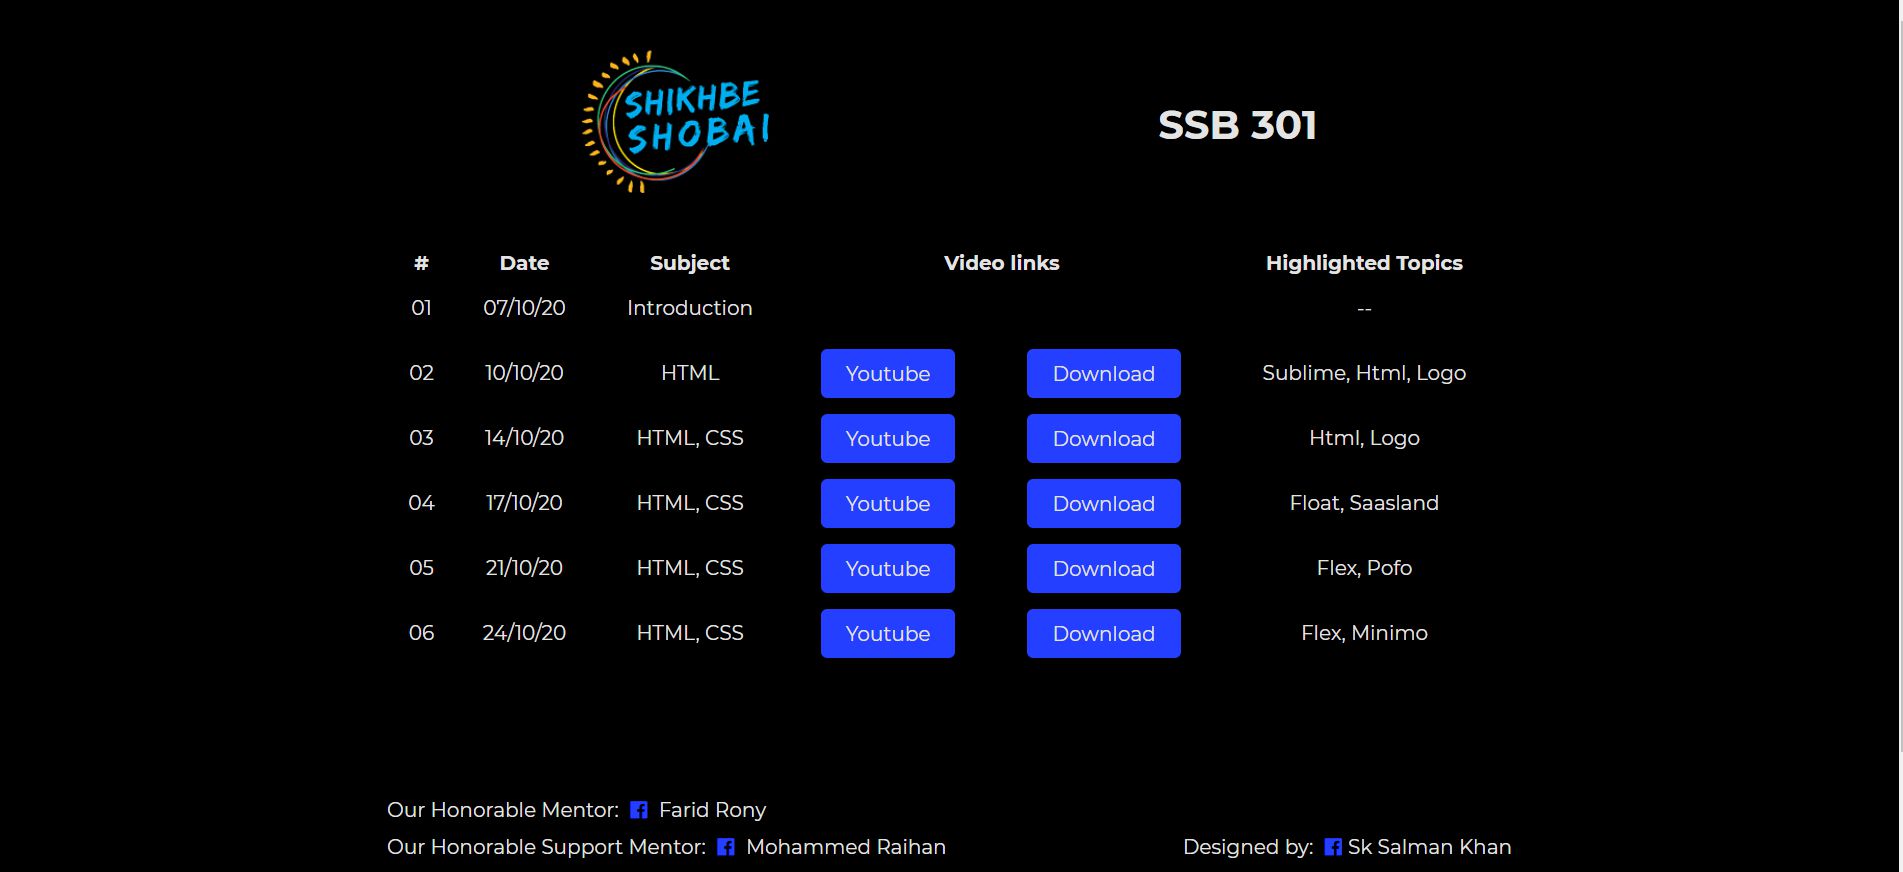 SHIKHBE
SHOBAI
SSB 301
# Date Subject Video links Highlighted Topics
01 07/10/20 Introduction --
02 10/10/20 HTML Youtube Download Sublime, Html, Logo
03 14/10/20 HTML, CSS Youtube Download Html, Logo
04 17/10/20 HTML, CSS Youtube Download Float, Saasland
05 21/10/20 HTML, CSS Youtube Download Flex, Pofo
06 24/10/20 HTML, CSS Youtube Download Flex, Minimo
Our Honorable Mentor: Farid Rony
Our Honorable Support Mentor: Mohammed Raihan
Designed by: Sk Salman Khan